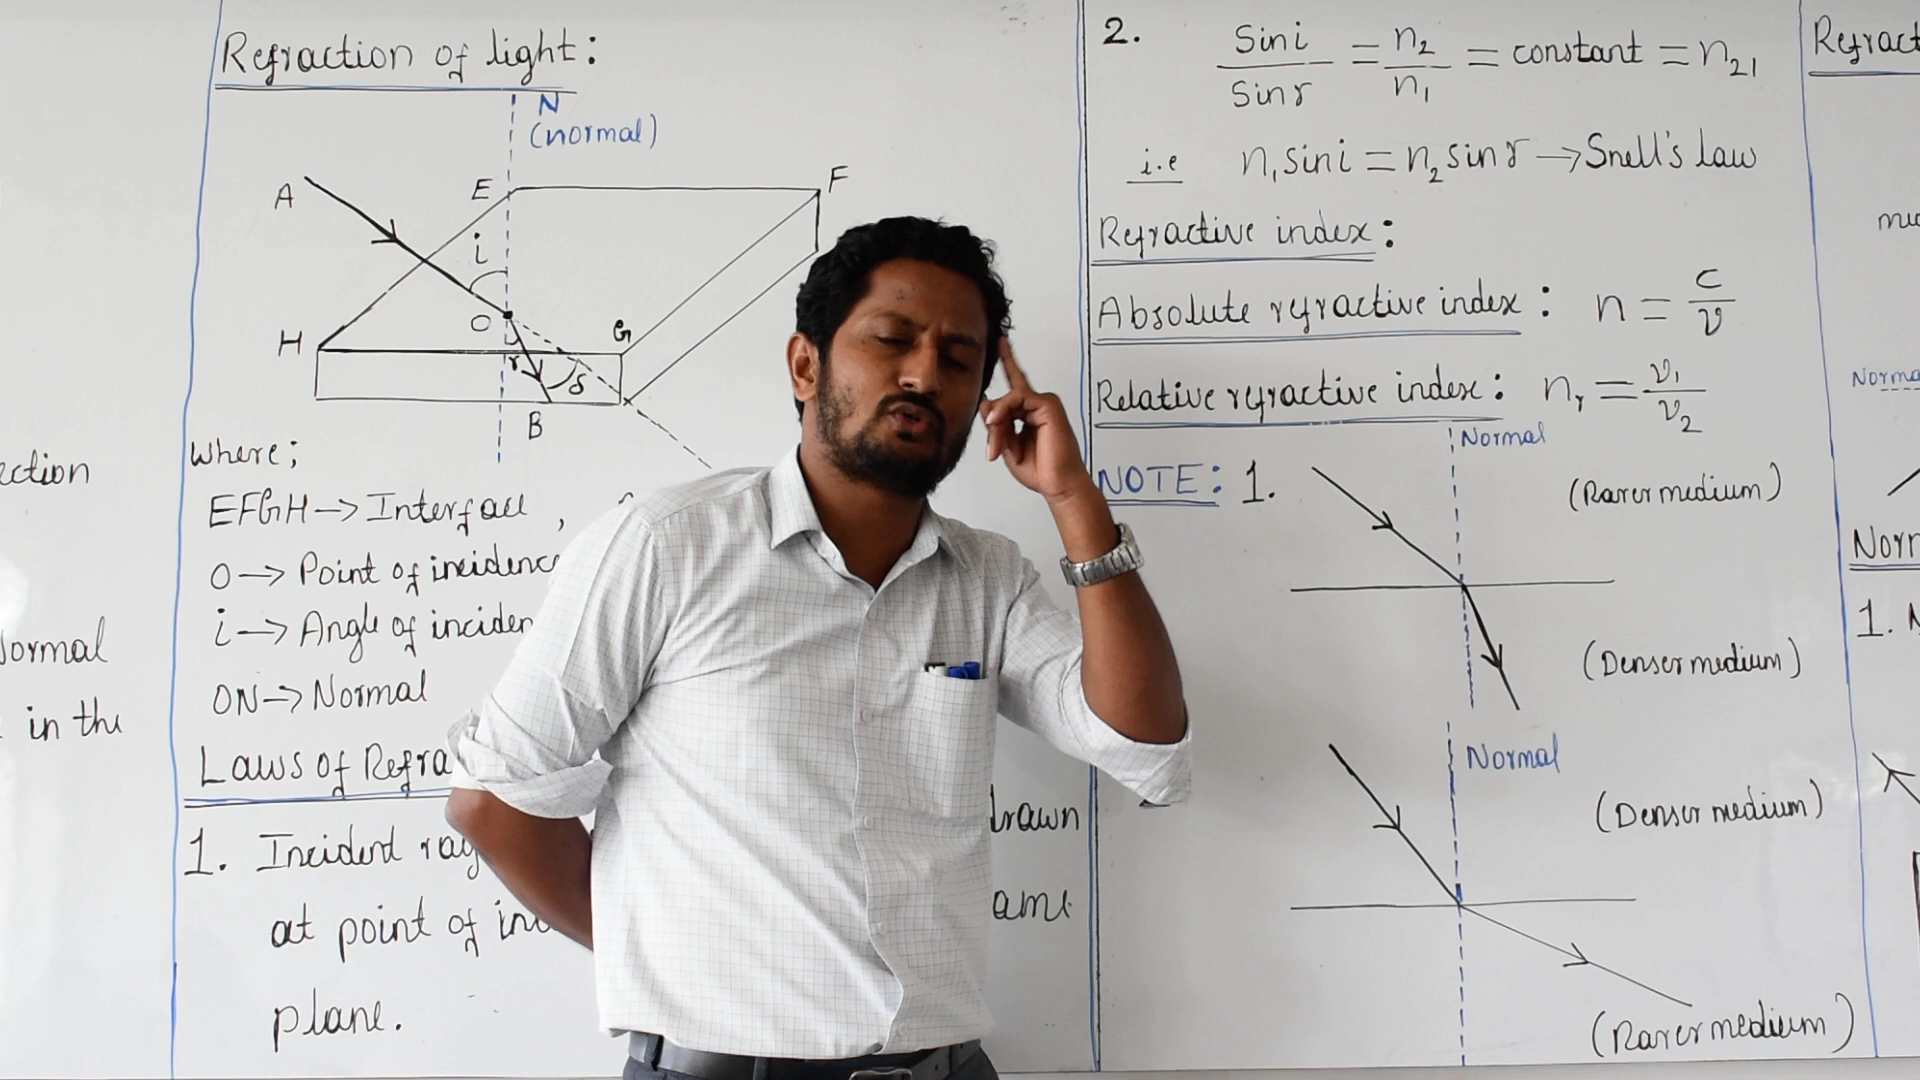 ection
Normal
in the
Refraction of light:
N
(normal)
A
E
F
i
O
H
G
r
δ
B
Where;
EFGH → Interface,
O → Point of incidence
i → Angle of inciden
ON → Normal
Laws of Refra
1. Incident ray
drawn
at point of inc
ame
plane.
2. Sin i / Sin r = n₂ / n₁ = constant = n₂₁
i.e n₁ sin i = n₂ sin r → Snell's law
Refractive index:
Absolute refractive index: n = c / v
Relative refractive index: nᵣ = v₁ / v₂
NOTE: 1.
Normal
(Rarer medium)
(Denser medium)
Normal
(Denser medium)
(Rarer medium)
Refract
Norma
Norm
1.